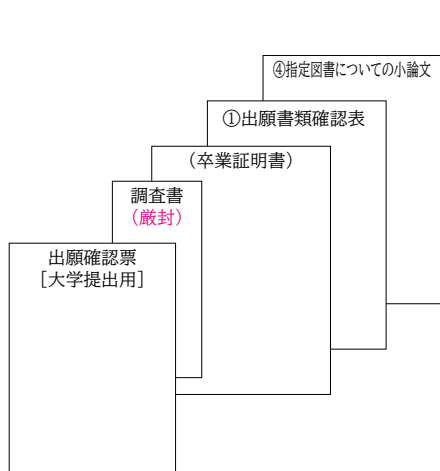 ④指定図書についての小論文
①出願書類確認表
(卒業証明書)
調査書
(厳封)
出願確認票
[大学提出用]